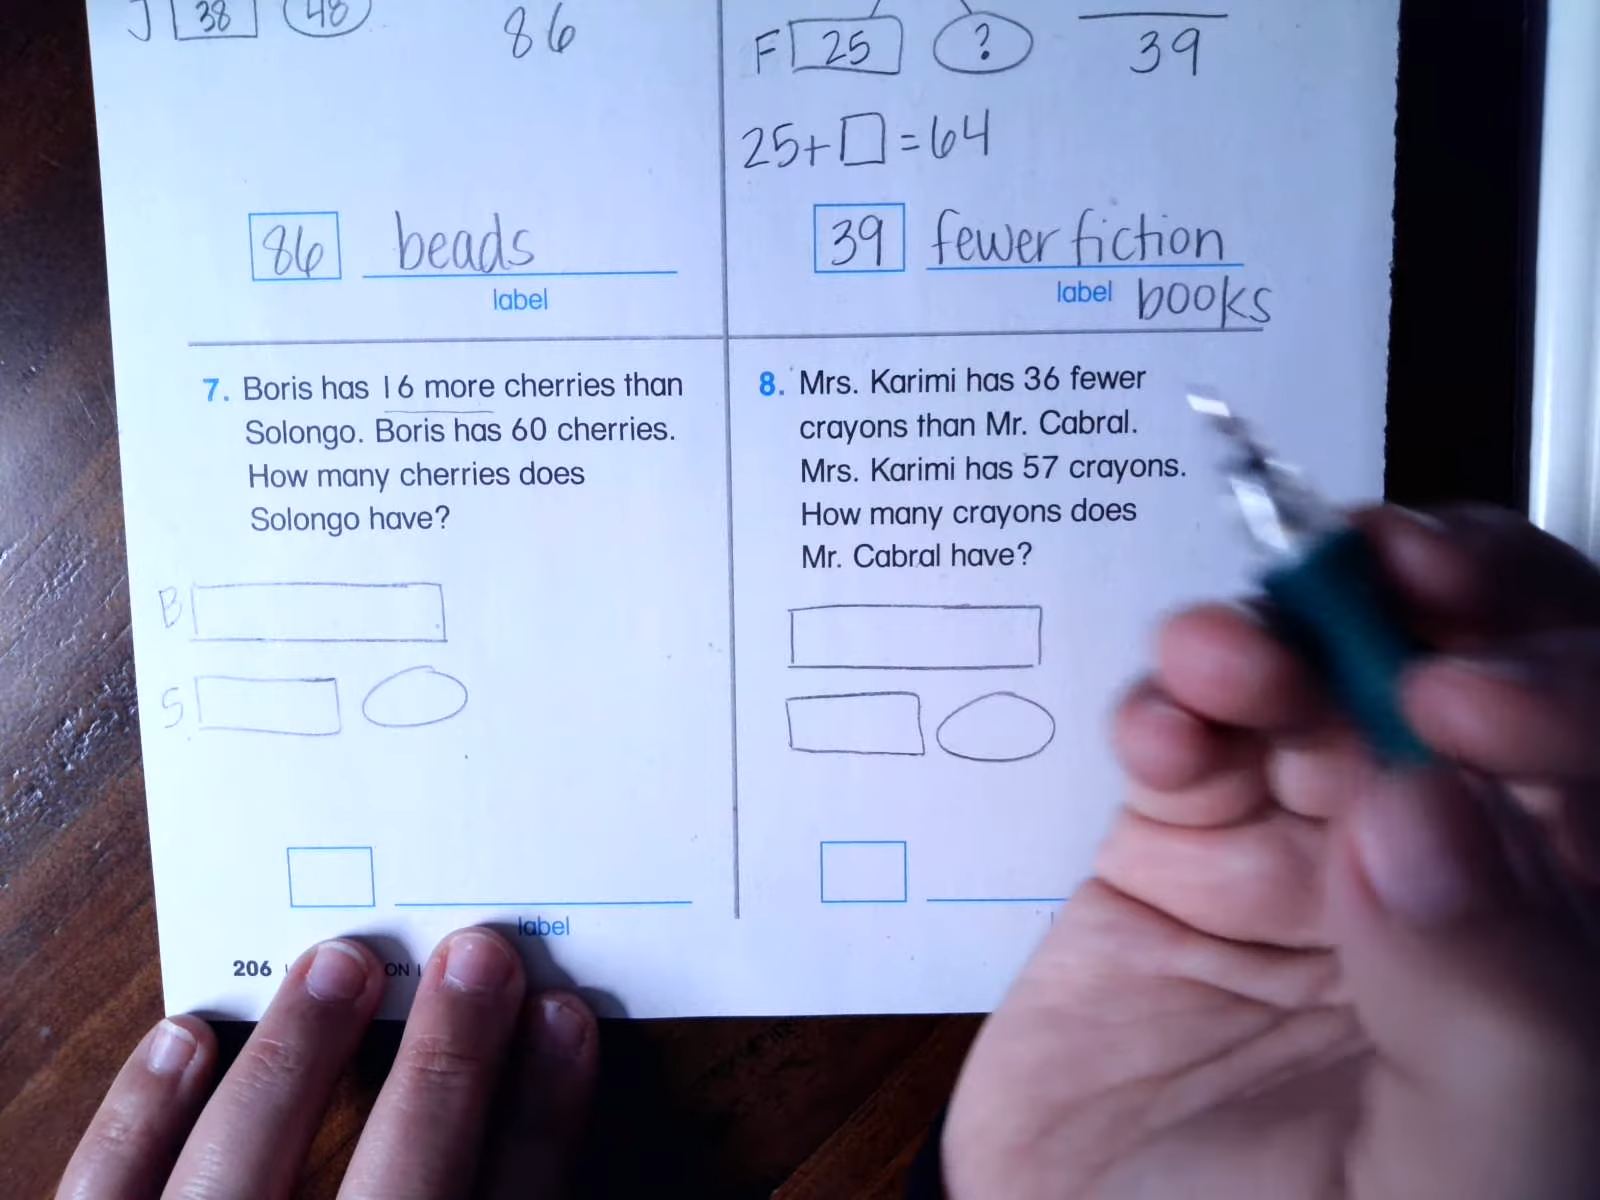 J 38 48
86
F 25 ?
39
25+□=64
86 beads
label
39 fewer fiction
label books
7. Boris has 16 more cherries than
Solongo. Boris has 60 cherries.
How many cherries does
Solongo have?
B
S
label
8. Mrs. Karimi has 36 fewer
crayons than Mr. Cabral.
Mrs. Karimi has 57 crayons.
How many crayons does
Mr. Cabral have?
206